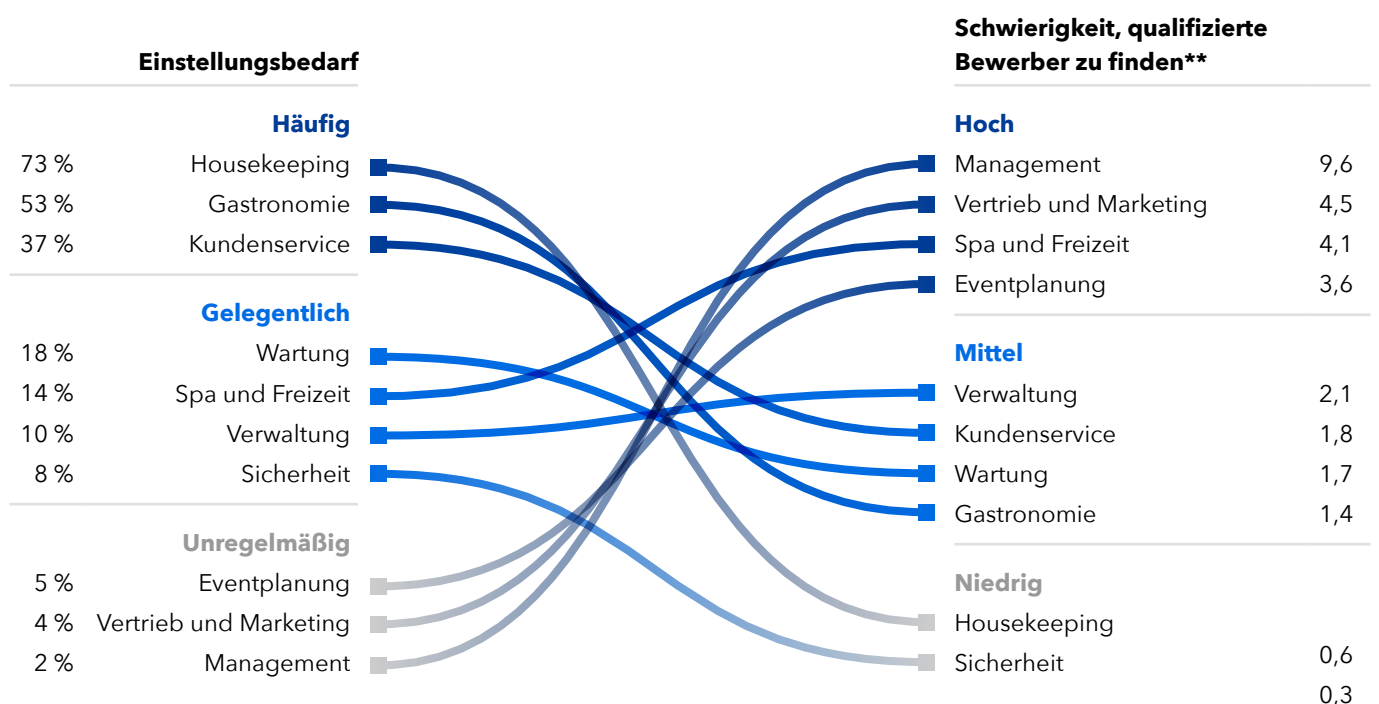 Einstellungsbedarf
Häufig
73 % Housekeeping
53 % Gastronomie
37 % Kundenservice
Gelegentlich
18 % Wartung
14 % Spa und Freizeit
10 % Verwaltung
8 % Sicherheit
Unregelmäßig
5 % Eventplanung
4 % Vertrieb und Marketing
2 % Management
Schwierigkeit, qualifizierte
Bewerber zu finden**
Hoch
Management 9,6
Vertrieb und Marketing 4,5
Spa und Freizeit 4,1
Eventplanung 3,6
Mittel
Verwaltung 2,1
Kundenservice 1,8
Wartung 1,7
Gastronomie 1,4
Niedrig
Housekeeping
Sicherheit
0,6
0,3